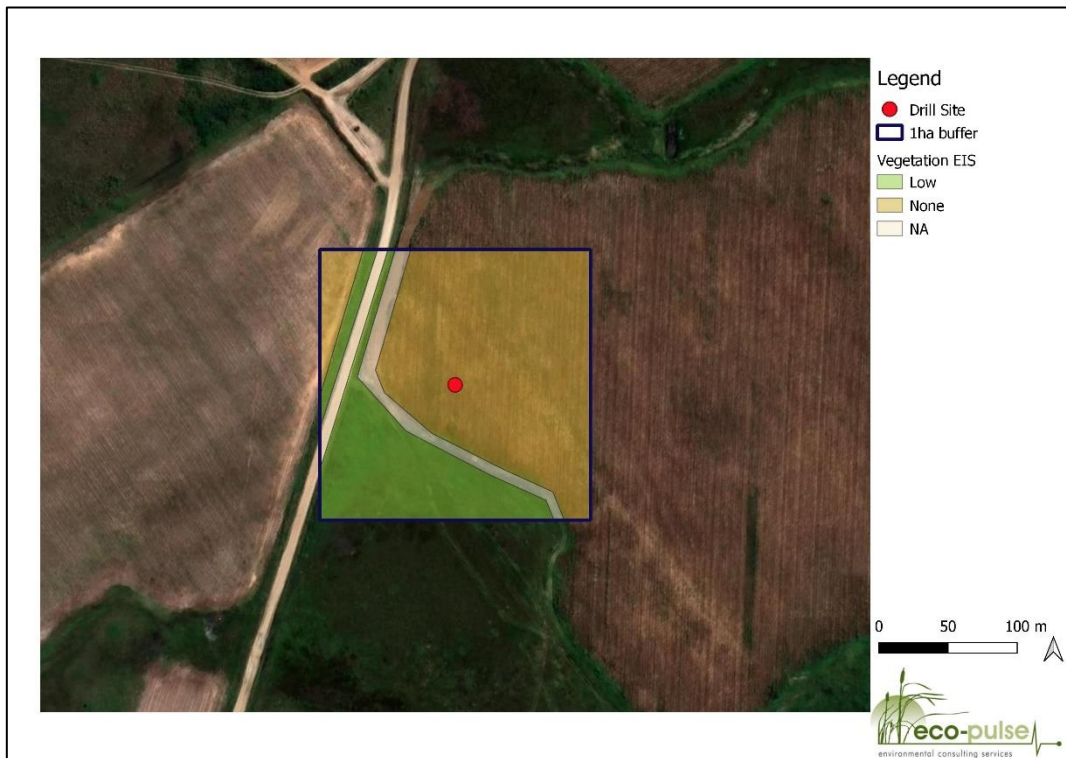 Legend
Drill Site
1ha buffer
Vegetation EIS
Low
None
NA
0 50 100 m
eco-pulse
environmental consulting services